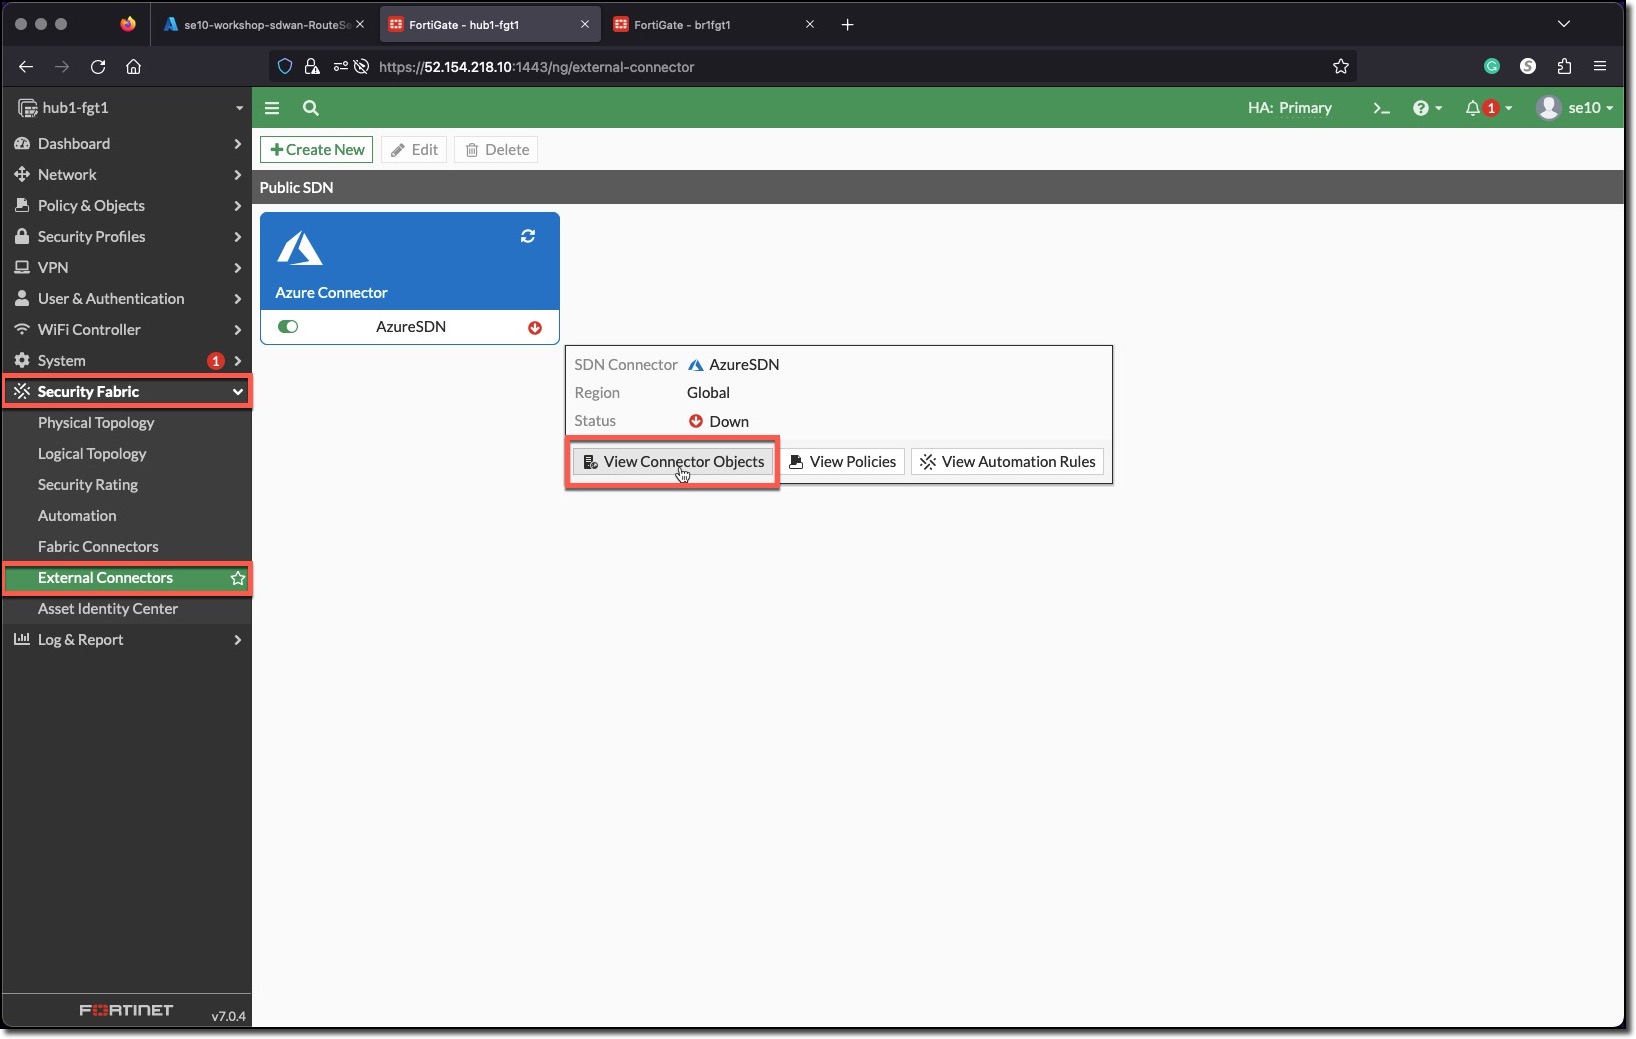 se10-workshop-sdwan-RouteSe
FortiGate - hub1-fgt1
FortiGate - br1fgt1
https://52.154.218.10:1443/ng/external-connector
hub1-fgt1
HA: Primary
1
se10
Dashboard
Network
Policy & Objects
Security Profiles
VPN
User & Authentication
WiFi Controller
System 1
Security Fabric
Physical Topology
Logical Topology
Security Rating
Automation
Fabric Connectors
External Connectors
Asset Identity Center
Log & Report
FORTINET
v7.0.4
Create New Edit Delete
Public SDN
Azure Connector
AzureSDN
SDN Connector AzureSDN
Region Global
Status Down
View Connector Objects View Policies View Automation Rules